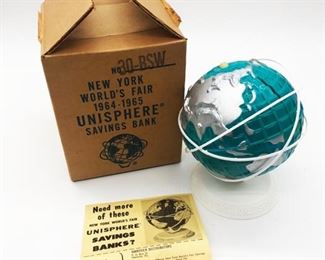 NO. 30-BSW
NEW YORK
WORLD'S FAIR
1964-1965
UNISPHERE
SAVINGS BANK
Need more
of these
NEW YORK WORLD'S FAIR
UNISPHERE
SAVINGS
BANKS?